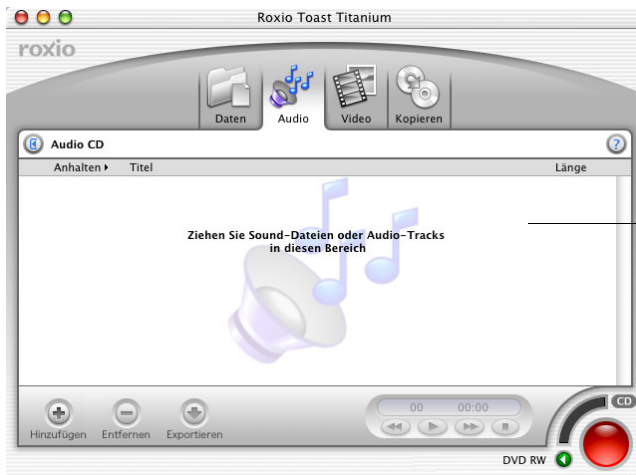 Roxio Toast Titanium
roxio
Daten Audio Video Kopieren
Audio CD ?
Anhalten Titel Länge
Ziehen Sie Sound-Dateien oder Audio-Tracks
in diesen Bereich
00 00:00
CD
Hinzufügen Entfernen Exportieren
DVD RW